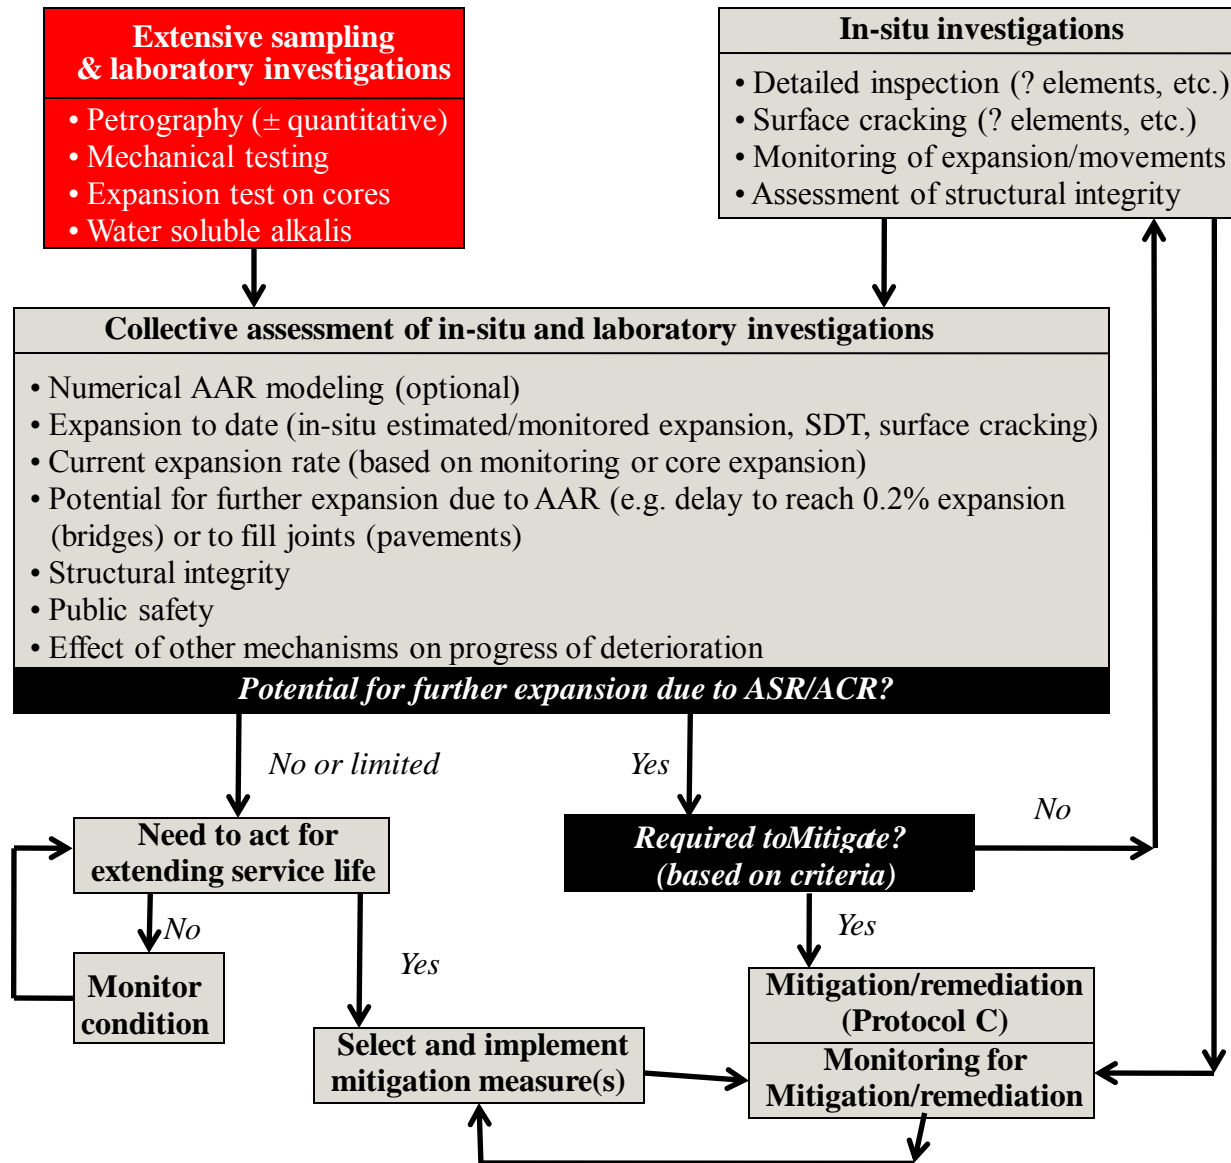 Extensive sampling
& laboratory investigations
• Petrography (± quantitative)
• Mechanical testing
• Expansion test on cores
• Water soluble alkalis
In-situ investigations
• Detailed inspection (? elements, etc.)
• Surface cracking (? elements, etc.)
• Monitoring of expansion/movements
• Assessment of structural integrity
Collective assessment of in-situ and laboratory investigations
• Numerical AAR modeling (optional)
• Expansion to date (in-situ estimated/monitored expansion, SDT, surface cracking)
• Current expansion rate (based on monitoring or core expansion)
• Potential for further expansion due to AAR (e.g. delay to reach 0.2% expansion
(bridges) or to fill joints (pavements)
• Structural integrity
• Public safety
• Effect of other mechanisms on progress of deterioration
Potential for further expansion due to ASR/ACR?
No or limited
Yes
Need to act for
extending service life
Required toMitigate?
(based on criteria)
No
No
Yes
Yes
Monitor
condition
Select and implement
mitigation measure(s)
Mitigation/remediation
(Protocol C)
Monitoring for
Mitigation/remediation